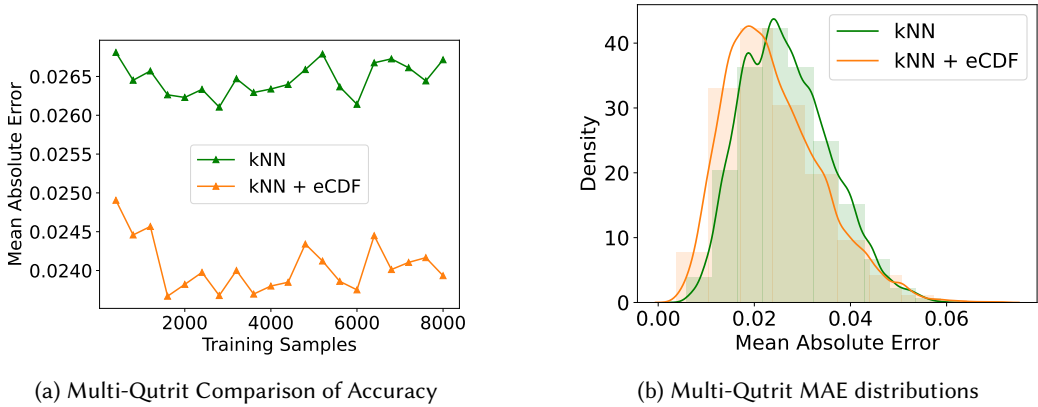 0.0265
0.0260
0.0255
0.0250
0.0245
0.0240
Mean Absolute Error
kNN
kNN + eCDF
2000 4000 6000 8000
Training Samples
(a) Multi-Qutrit Comparison of Accuracy
40
30
20
10
0
Density
kNN
kNN + eCDF
0.00 0.02 0.04 0.06
Mean Absolute Error
(b) Multi-Qutrit MAE distributions